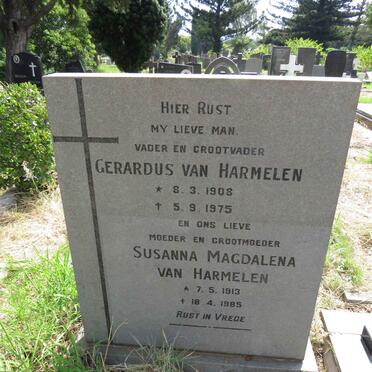 HIER RUST
MY LIEWE MAN,
VADER EN GROOTVADER
GERARDUS VAN HARMELEN
* 8.3.1908
† 5.9.1975
EN ONS LIEWE
MOEDER EN GROOTMOEDER
SUSANNA MAGDALENA
VAN HARMELEN
* 7.5.1913
† 18.4.1985
RUST IN VREDE